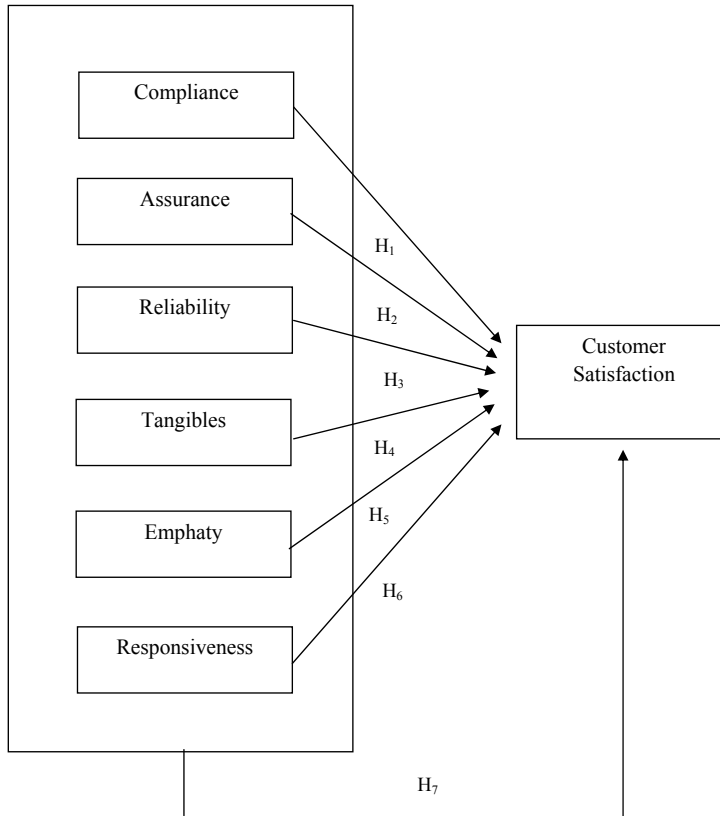 Compliance
Assurance
H₁
Reliability
H₂
Customer
Satisfaction
H₃
Tangibles
H₄
Emphaty
H₅
H₆
Responsiveness
H₇